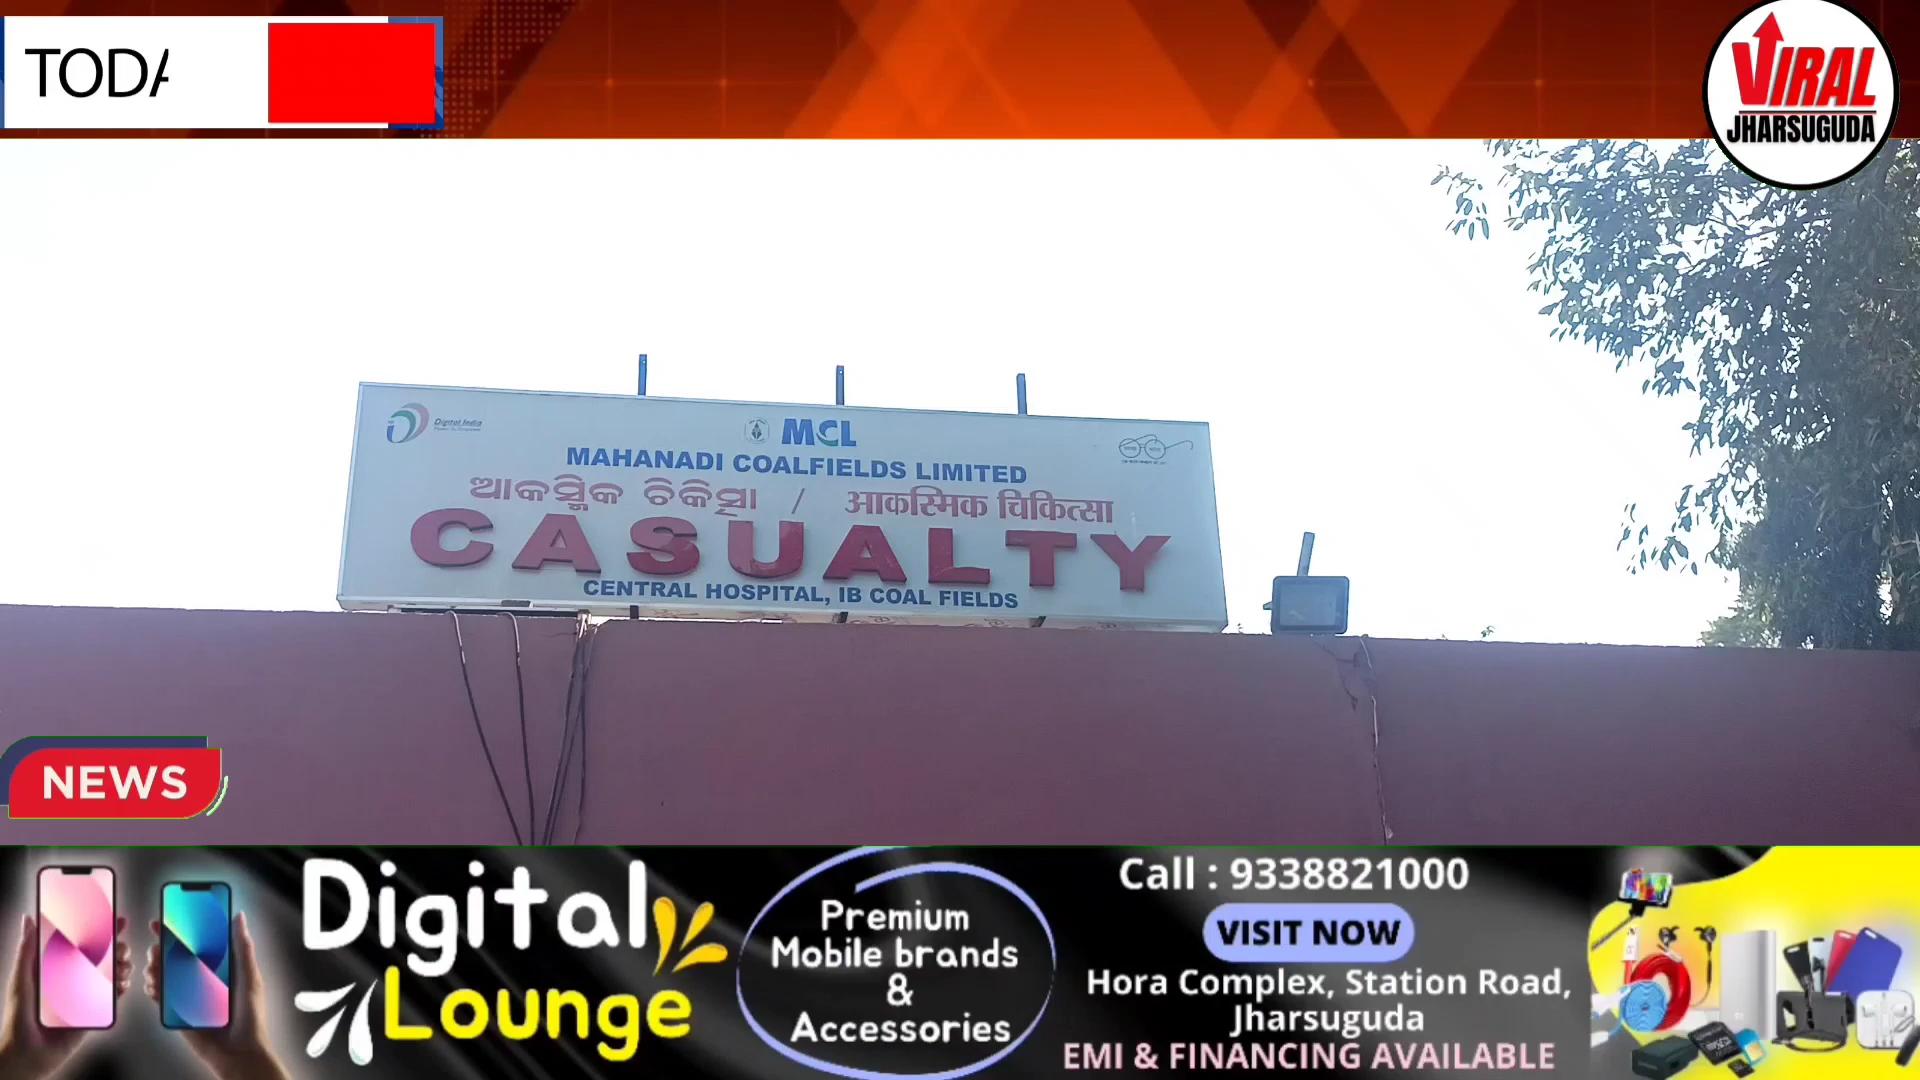 TODA
VIRAL
JHARSUGUDA
Digital India
MCL
MAHANADI COALFIELDS LIMITED
ଆକସ୍ମିକ ଚିକିତ୍ସା / आकस्मिक चिकित्सा
CASUALTY
CENTRAL HOSPITAL, IB COAL FIELDS
NEWS
Digital
Lounge
Premium
Mobile brands
&
Accessories
Call : 9338821000
VISIT NOW
Hora Complex, Station Road,
Jharsuguda
EMI & FINANCING AVAILABLE